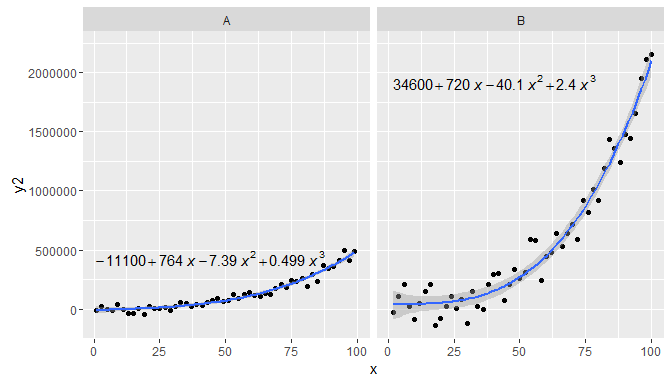 A B
2000000
34600+720 x−40.1 x²+2.4 x³
1500000
y2
1000000
500000
−11100+764 x−7.39 x²+0.499 x³
0
0 25 50 75 100 0 25 50 75 100
x